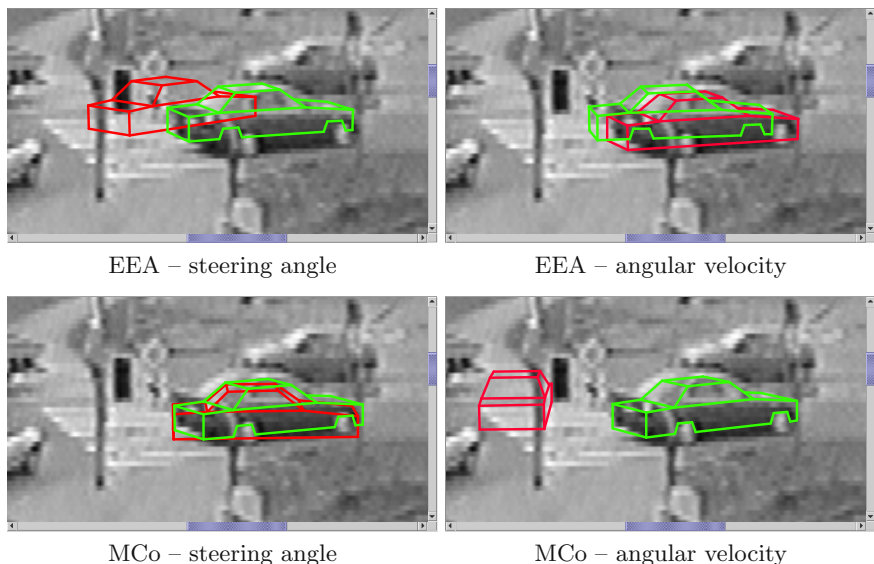 EEA – steering angle
EEA – angular velocity
MCo – steering angle
MCo – angular velocity